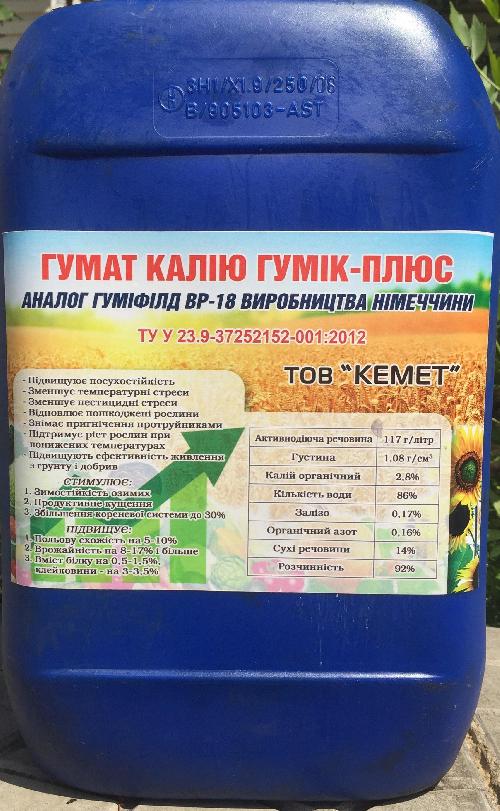 3H1/X1.9/250/06
B/905103-AST
ГУМАТ КАЛІЮ ГУМІК-ПЛЮС
АНАЛОГ ГУМІФІЛД ВР-18 ВИРОБНИЦТВА НІМЕЧЧИНИ
ТУ У 23.9-37252152-001:2012
ТОВ "КЕМЕТ"
- Підвищує посухостійкість
- Зменшує температурні стреси
- Зменшує пестицидні стреси
- Відновлює пошкоджені рослини
- Знімає пригнічення протруйниками
- Підтримує ріст рослин при
понижених температурах
- Підвищують ефективність живлення
з грунту і добрив
СТИМУЛЮЄ:
1. Зимостійкість озимих
2. Продуктивне кущення
3. Збільшення кореневої системи до 30%
ПІДВИЩУЄ:
1. Польову схожість на 5-10%
2. Врожайність на 8-17% і більше
3. Вміст білку на 0,5-1,5%,
клейковини - на 3-3,5%
Активнодіюча речовина 117 г/літр
Густина 1,08 г/см³
Калій органічний 2,8%
Кількість води 86%
Залізо 0,17%
Органічний азот 0,16%
Сухі речовини 14%
Розчинність 92%